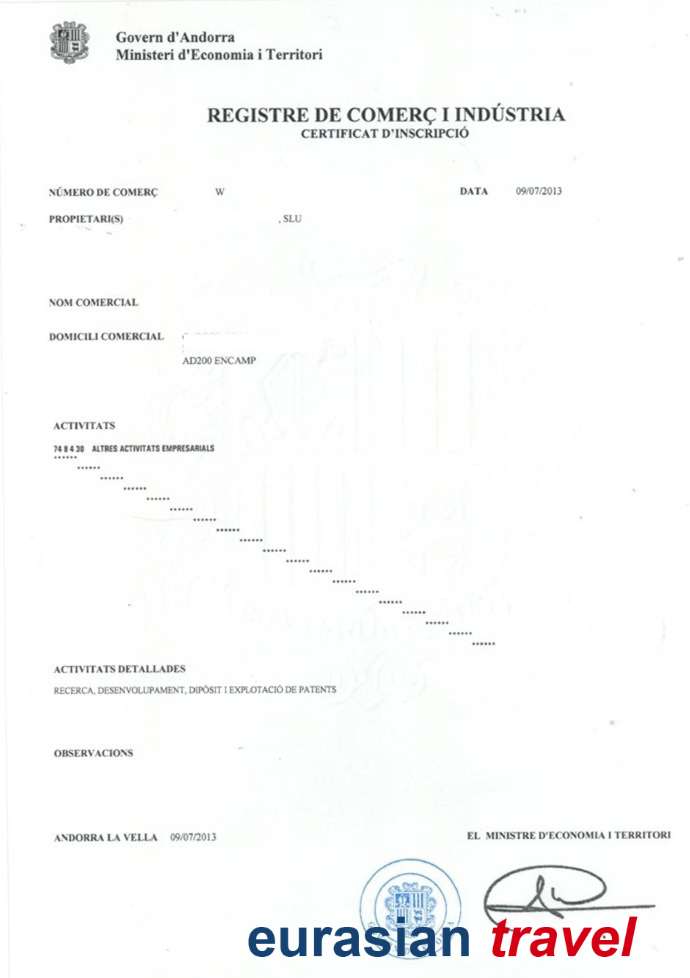 Govern d'Andorra
Ministeri d'Economia i Territori
REGISTRE DE COMERÇ I INDÚSTRIA
CERTIFICAT D'INSCRIPCIÓ
NÚMERO DE COMERÇ W DATA 09/07/2013
PROPIETARI(S) , SLU
NOM COMERCIAL
DOMICILI COMERCIAL
AD200 ENCAMP
ACTIVITATS
74 8 4 30 ALTRES ACTIVITATS EMPRESARIALS
ACTIVITATS DETALLADES
RECERCA, DESENVOLUPAMENT, DIPÒSIT I EXPLOTACIÓ DE PATENTS
OBSERVACIONS
ANDORRA LA VELLA 09/07/2013 EL MINISTRE D'ECONOMIA I TERRITORI
eurasian travel